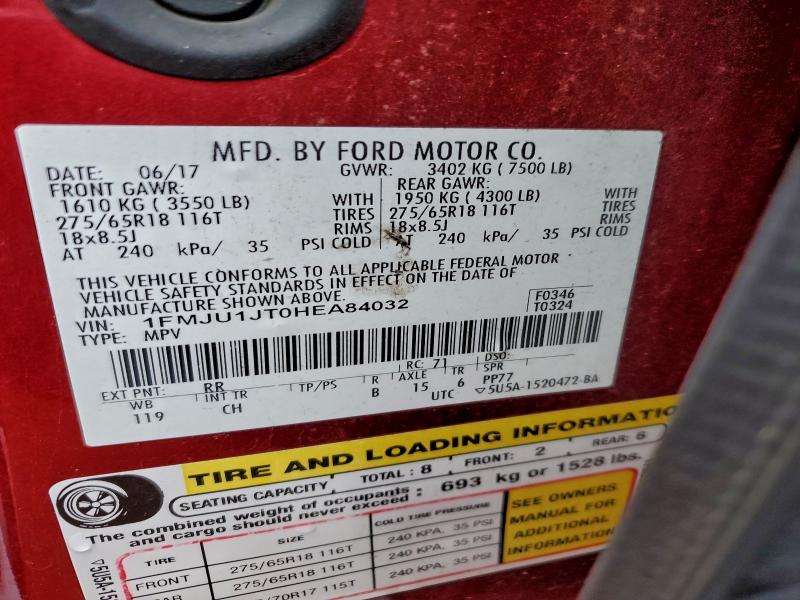 MFD. BY FORD MOTOR CO.
DATE: 06/17 GVWR: 3402 KG ( 7500 LB)
FRONT GAWR: REAR GAWR:
1610 KG ( 3550 LB) WITH 1950 KG ( 4300 LB) WITH
275/65R18 116T TIRES 275/65R18 116T TIRES
18x8.5J RIMS 18x8.5J RIMS
AT 240 kPa/ 35 PSI COLD AT 240 kPa/ 35 PSI COLD
THIS VEHICLE CONFORMS TO ALL APPLICABLE FEDERAL MOTOR
VEHICLE SAFETY STANDARDS IN EFFECT ON THE DATE OF
MANUFACTURE SHOWN ABOVE.
VIN: 1FMJU1JT0HEA84032 F0346
TYPE: MPV T0324
EXT PNT: RR RC: 71 DSO:
WB INT TR TP/PS R AXLE TR SPR
119 CH B 15 6 PP77
UTC ▽5U5A-1520472-BA
TIRE AND LOADING INFORMATION
SEATING CAPACITY TOTAL : 8 FRONT: 2 REAR: 6
The combined weight of occupants and cargo should never exceed : 693 kg or 1528 lbs.
TIRE SIZE COLD TIRE PRESSURE
FRONT 275/65R18 116T 240 KPA, 35 PSI
275/65R18 116T 240 KPA, 35 PSI
/70R17 115T 240 KPA, 35 PSI
SEE OWNERS
MANUAL FOR
ADDITIONAL
INFORMATION
▽5U5A-15